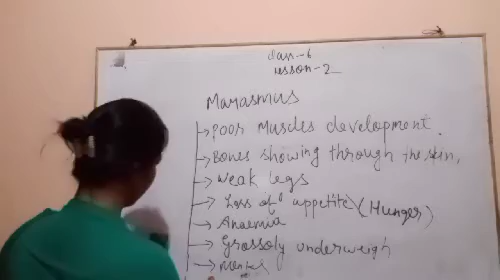 class-6
lesson-2
Marasmus
→ Poor Muscles development.
→ Bones showing through the skin,
→ Weak legs
→ Loss of appetite (Hunger)
→ Anaemia
→ Grossoly underweigh